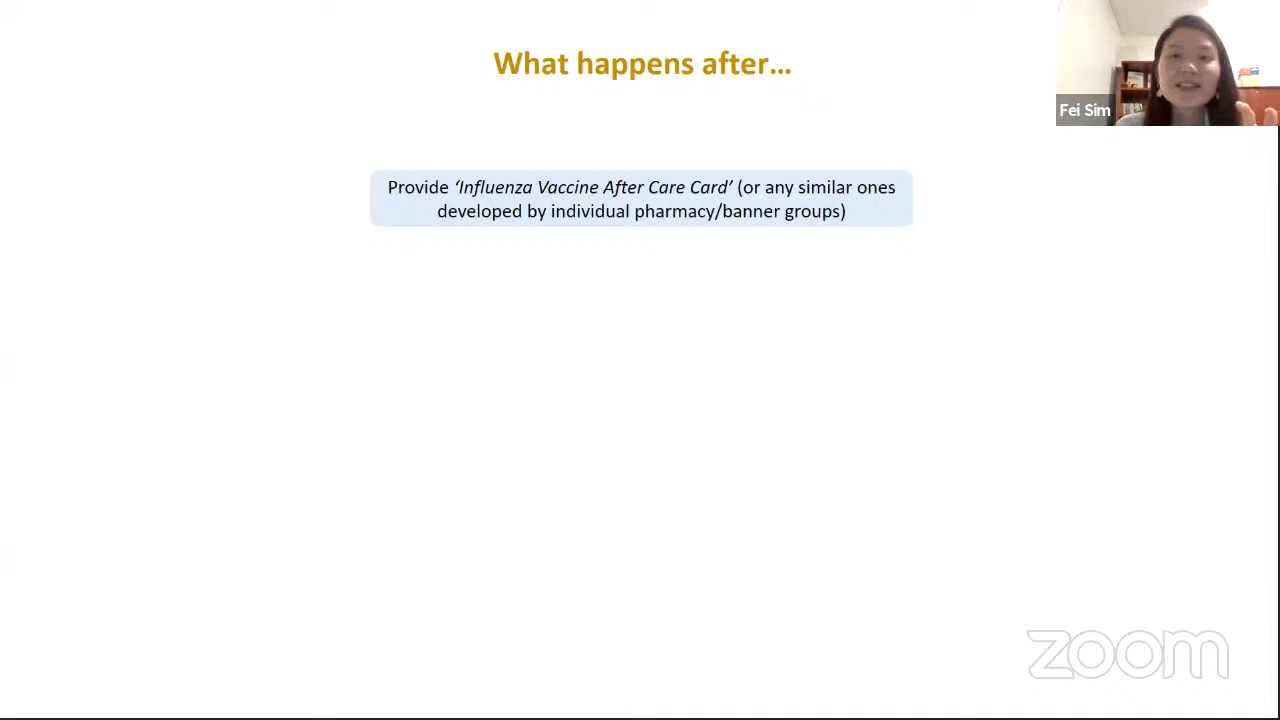 What happens after...
Fei Sim
Provide ‘Influenza Vaccine After Care Card’ (or any similar ones
developed by individual pharmacy/banner groups)
zoom